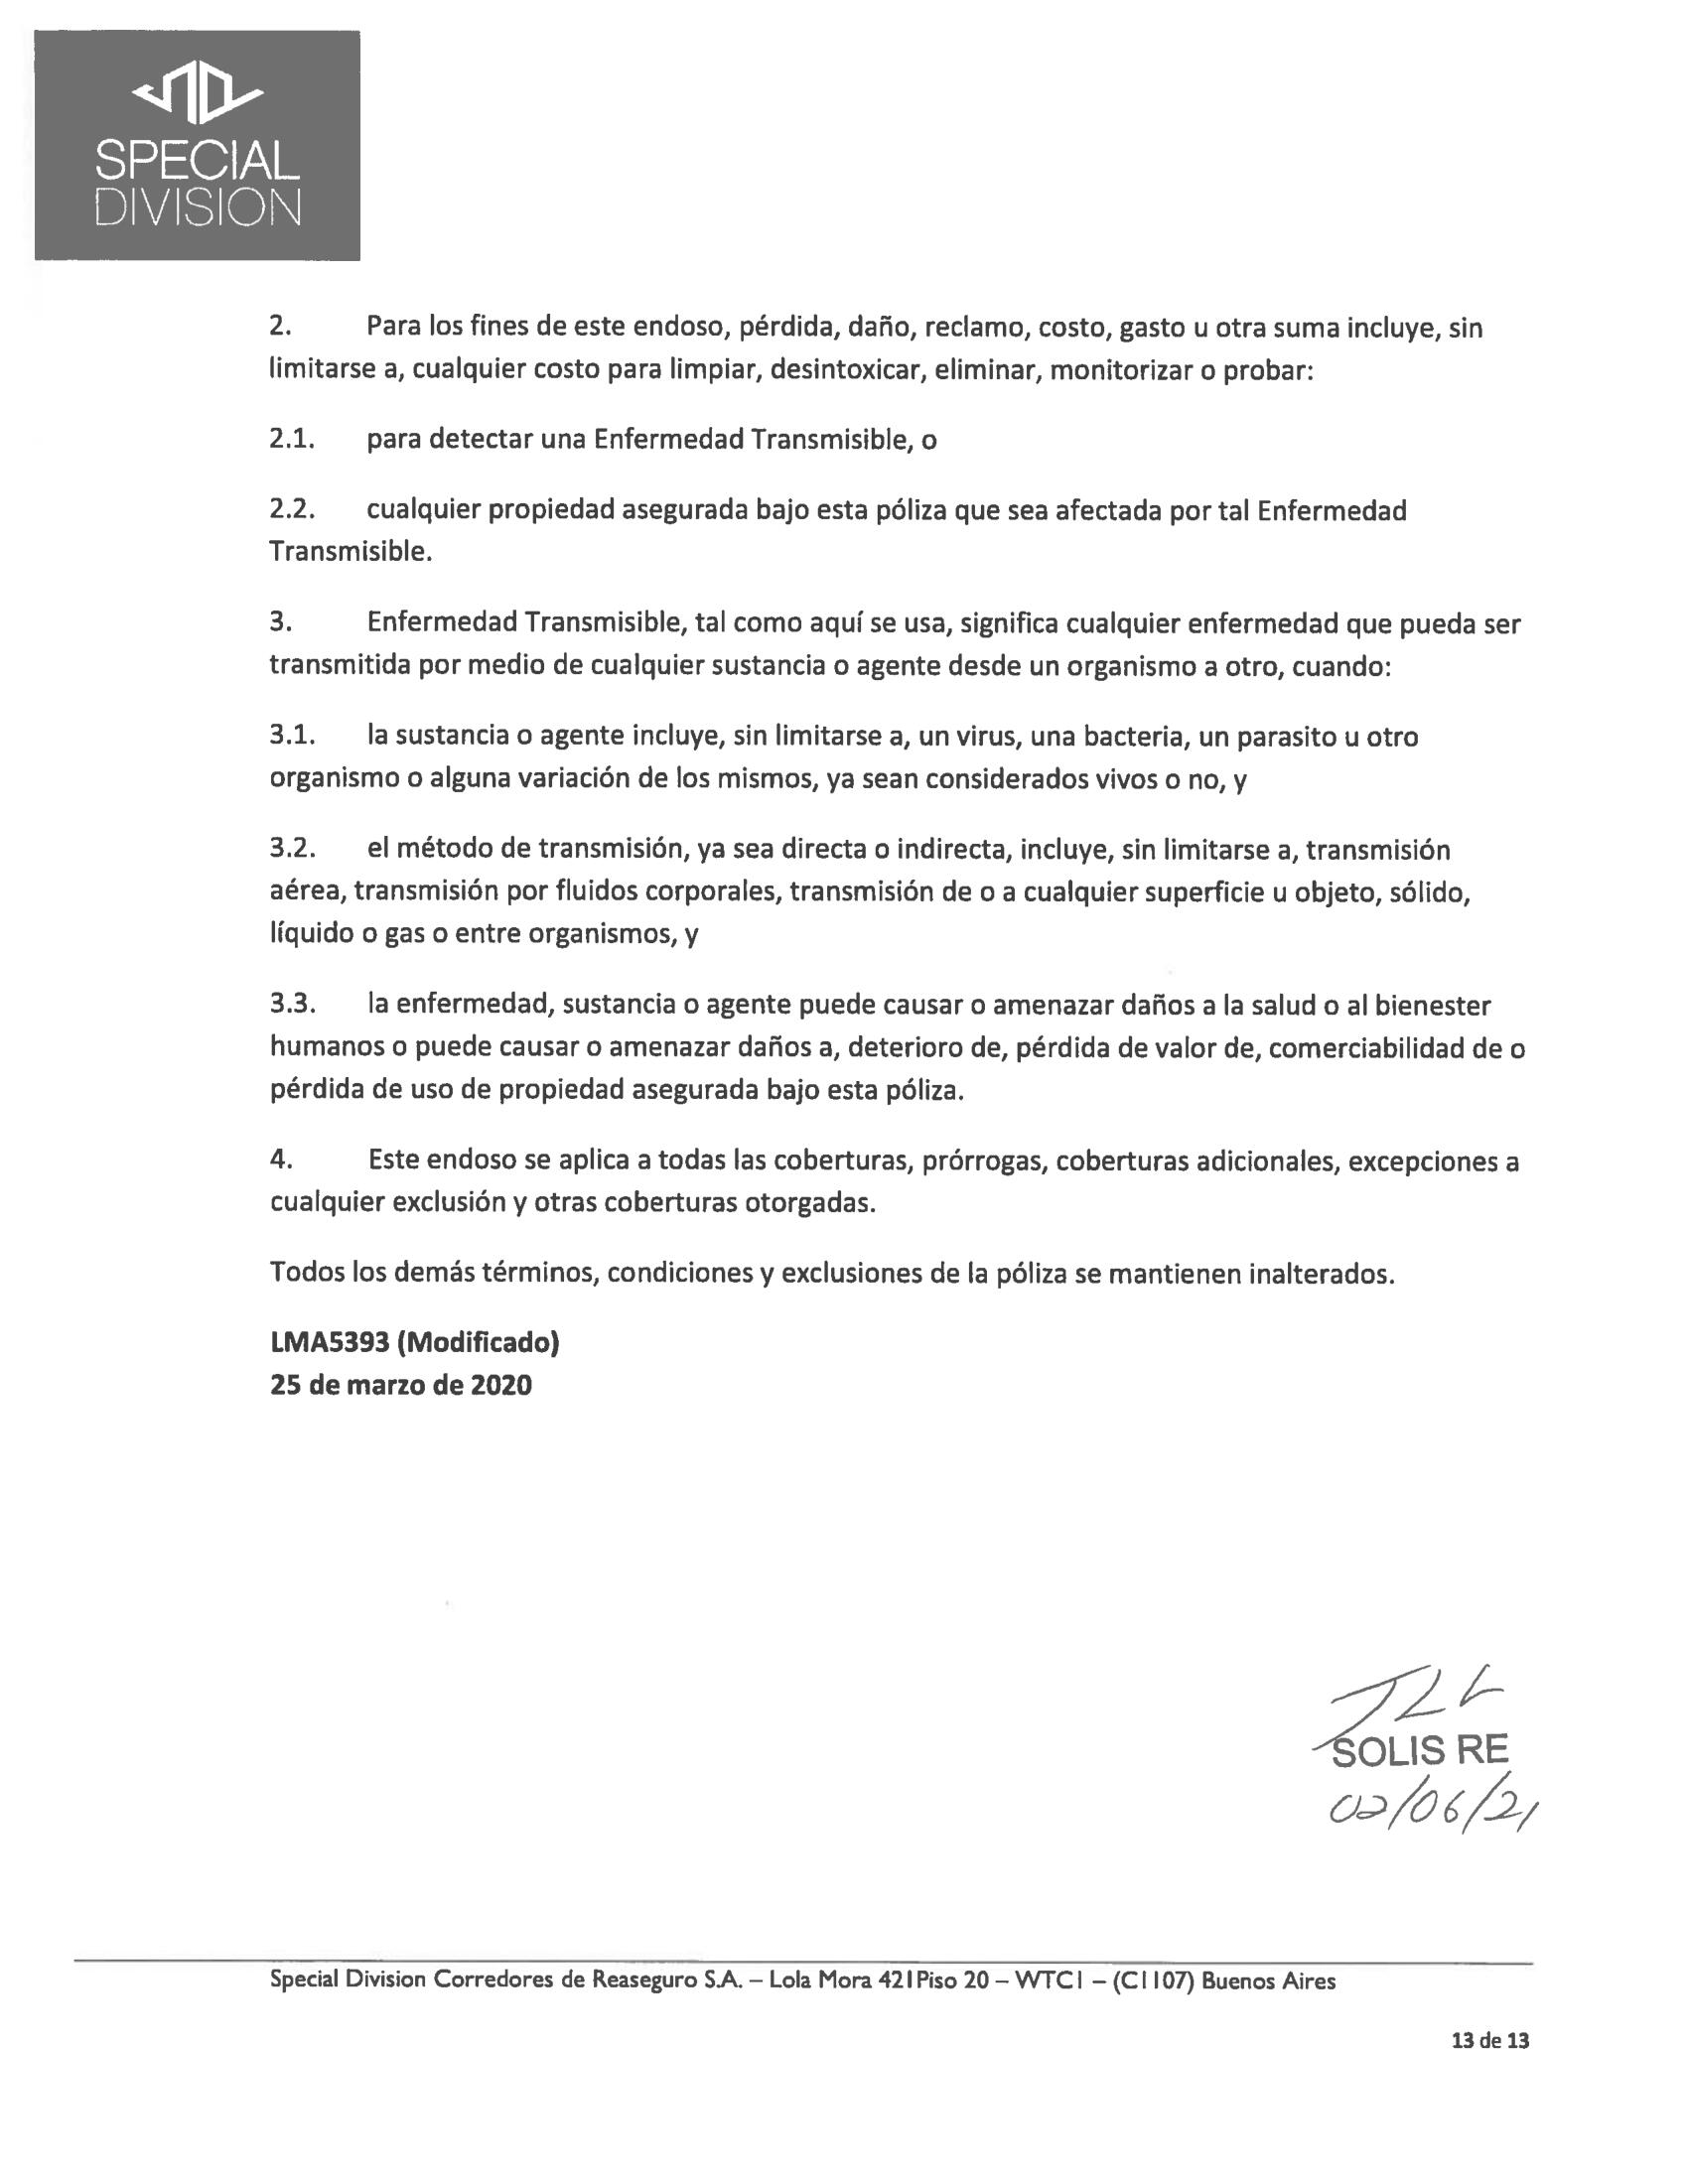 SPECIAL
DIVISION
2. Para los fines de este endoso, pérdida, daño, reclamo, costo, gasto u otra suma incluye, sin
limitarse a, cualquier costo para limpiar, desintoxicar, eliminar, monitorizar o probar:
2.1. para detectar una Enfermedad Transmisible, o
2.2. cualquier propiedad asegurada bajo esta póliza que sea afectada por tal Enfermedad
Transmisible.
3. Enfermedad Transmisible, tal como aquí se usa, significa cualquier enfermedad que pueda ser
transmitida por medio de cualquier sustancia o agente desde un organismo a otro, cuando:
3.1. la sustancia o agente incluye, sin limitarse a, un virus, una bacteria, un parasito u otro
organismo o alguna variación de los mismos, ya sean considerados vivos o no, y
3.2. el método de transmisión, ya sea directa o indirecta, incluye, sin limitarse a, transmisión
aérea, transmisión por fluidos corporales, transmisión de o a cualquier superficie u objeto, sólido,
líquido o gas o entre organismos, y
3.3. la enfermedad, sustancia o agente puede causar o amenazar daños a la salud o al bienester
humanos o puede causar o amenazar daños a, deterioro de, pérdida de valor de, comerciabilidad de o
pérdida de uso de propiedad asegurada bajo esta póliza.
4. Este endoso se aplica a todas las coberturas, prórrogas, coberturas adicionales, excepciones a
cualquier exclusión y otras coberturas otorgadas.
Todos los demás términos, condiciones y exclusiones de la póliza se mantienen inalterados.
LMA5393 (Modificado)
25 de marzo de 2020
SOLIS RE
02/06/21
Special Division Corredores de Reaseguro S.A. – Lola Mora 421 Piso 20 – WTC1 – (C1107) Buenos Aires
13 de 13